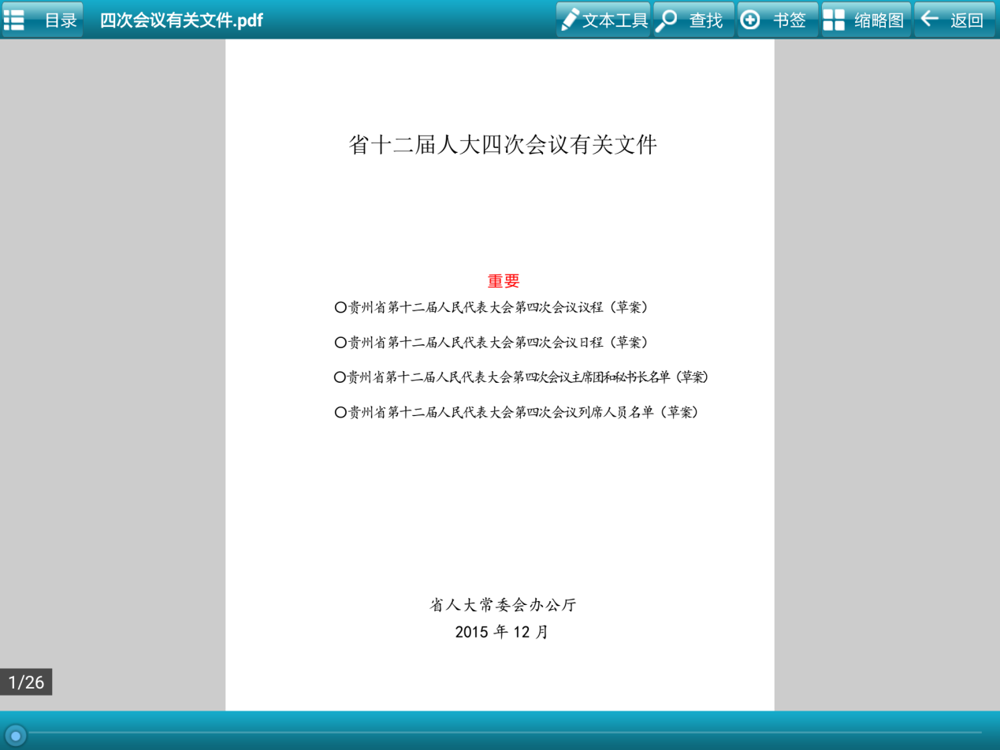 目录 四次会议有关文件.pdf 文本工具 查找 书签 缩略图 返回
省十二届人大四次会议有关文件
重要
〇贵州省第十二届人民代表大会第四次会议议程（草案）
〇贵州省第十二届人民代表大会第四次会议日程（草案）
〇贵州省第十二届人民代表大会第四次会议主席团和秘书长名单（草案）
〇贵州省第十二届人民代表大会第四次会议列席人员名单（草案）
省人大常委会办公厅
2015 年 12 月
1/26